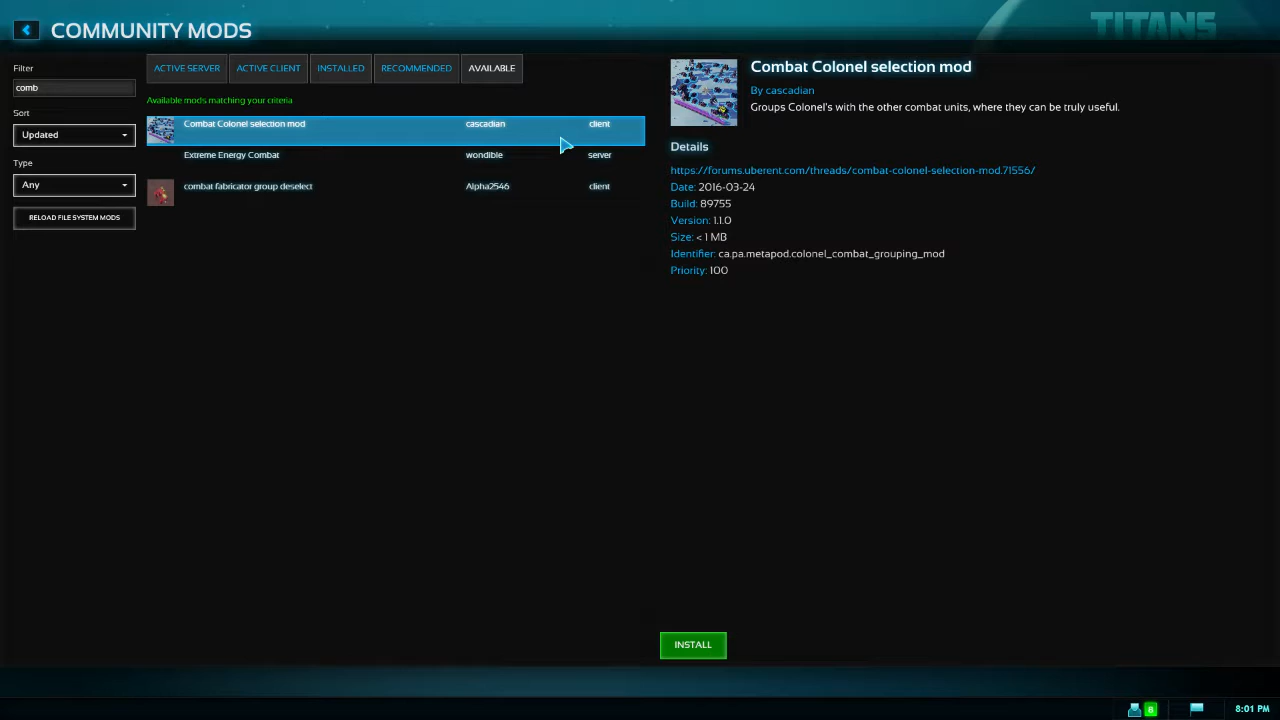 COMMUNITY MODS
TITANS
Filter
comb
Sort
Updated
Type
Any
RELOAD FILE SYSTEM MODS
ACTIVE SERVER ACTIVE CLIENT INSTALLED RECOMMENDED AVAILABLE
Available mods matching your criteria
Combat Colonel selection mod cascadian client
Extreme Energy Combat wondible server
combat fabricator group deselect Alpha2546 client
Combat Colonel selection mod
By cascadian
Groups Colonel's with the other combat units, where they can be truly useful.
Details
https://forums.uberent.com/threads/combat-colonel-selection-mod.71556/
Date: 2016-03-24
Build: 89755
Version: 1.1.0
Size: < 1 MB
Identifier: ca.pa.metapod.colonel_combat_grouping_mod
Priority: 100
INSTALL
8 8:01 PM